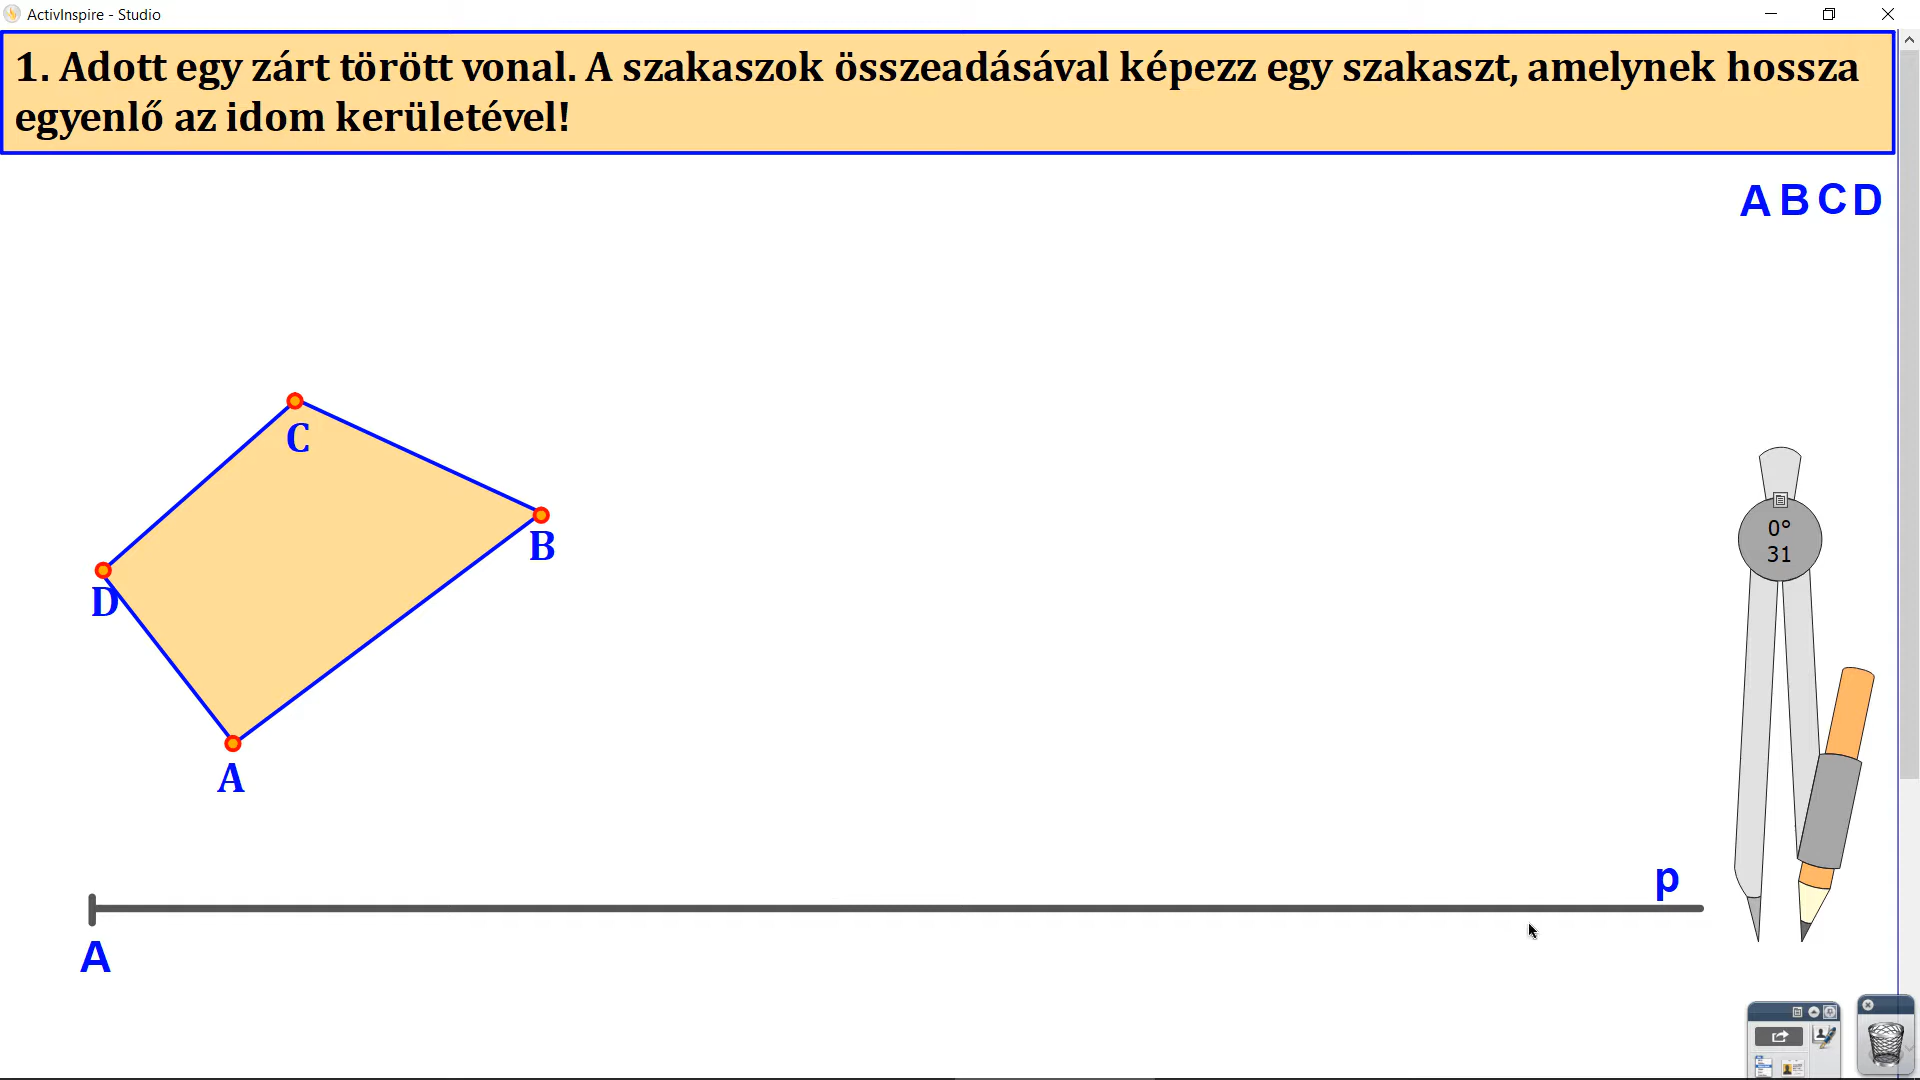 ActivInspire - Studio
1. Adott egy zárt törött vonal. A szakaszok összeadásával képezz egy szakaszt, amelynek hossza
egyenlő az idom kerületével!
A B C D
C
B
D
A
0°
31
p
A